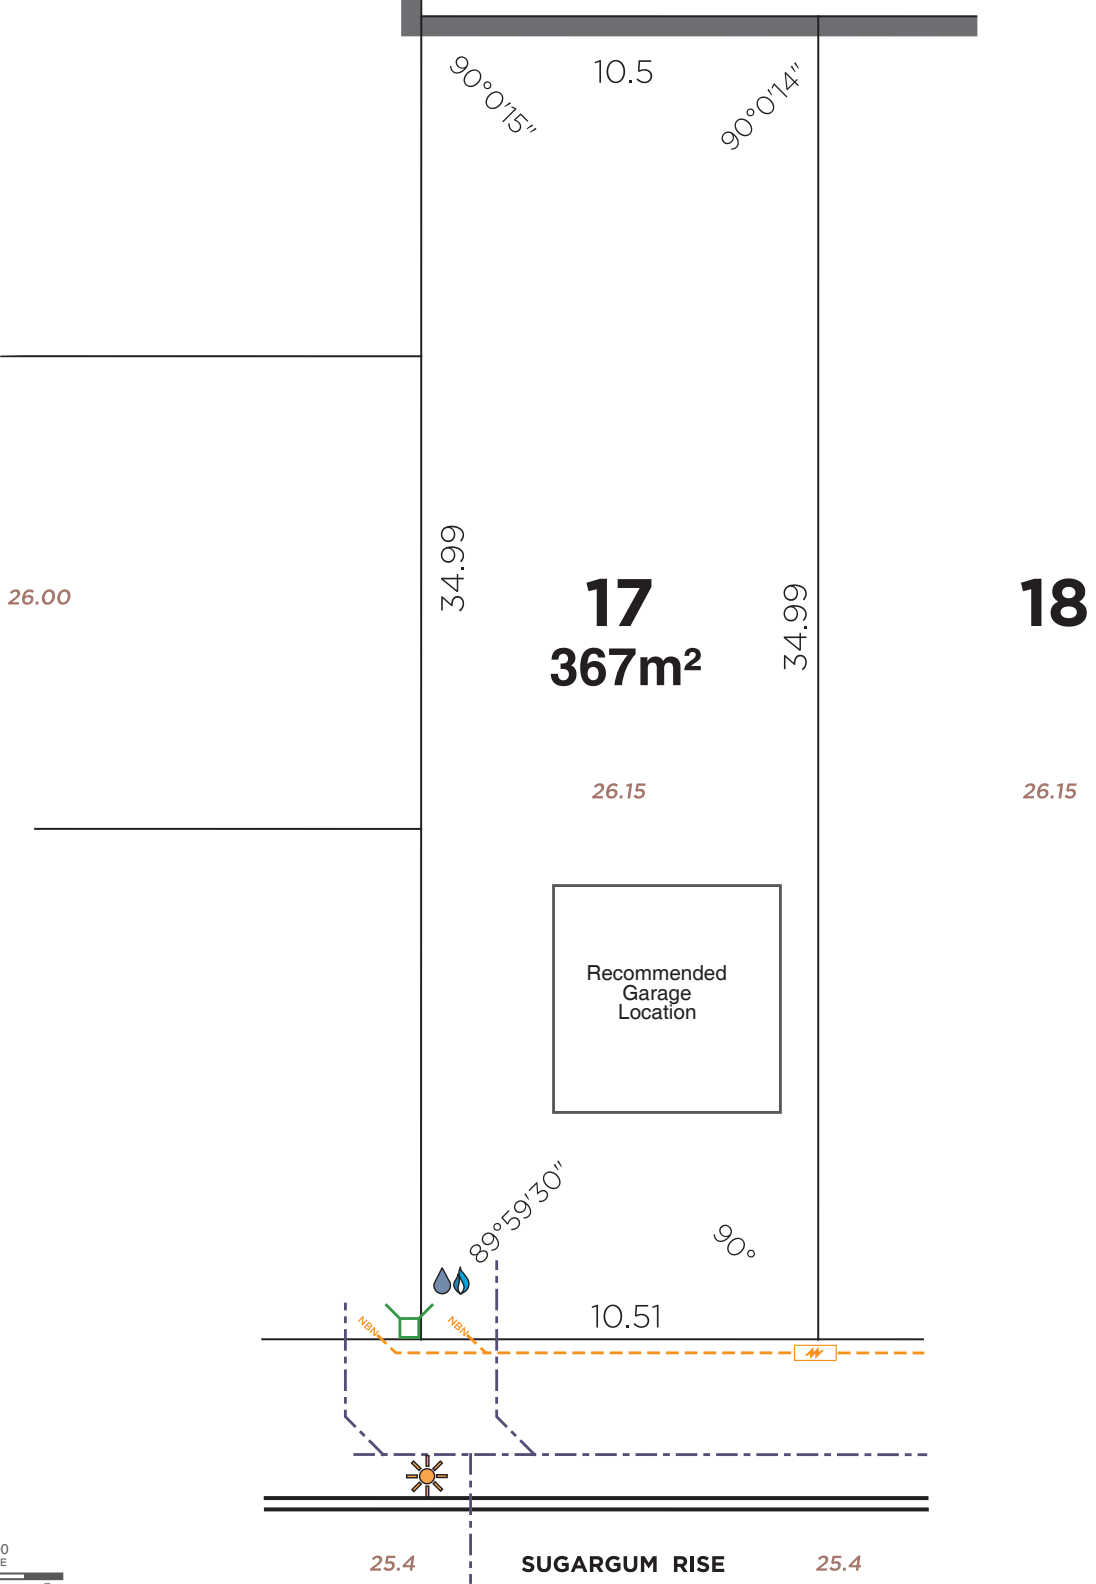 10.5
90°0'15"
90°0'14"
34.99
34.99
26.00
17
367m²
18
26.15
26.15
Recommended
Garage
Location
89°59'30"
90°
10.51
NBN
NBN
25.4
SUGARGUM RISE
25.4